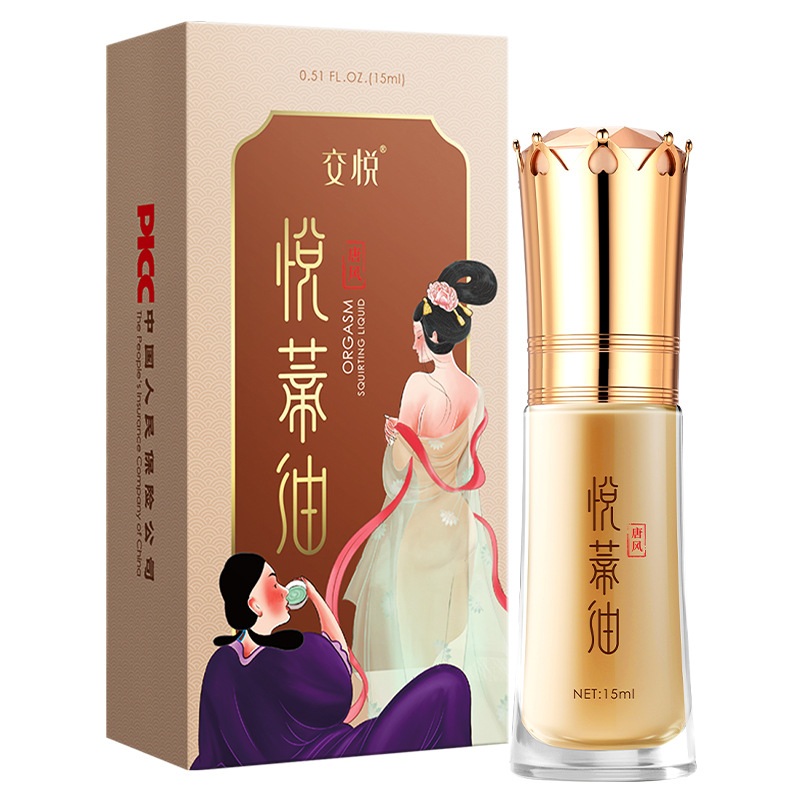 0.51 FL.OZ.(15ml)
交悦®
悦蒂油
唐风
ORGASM
SQUIRTING LIQUID
PICC 中国人民保险公司
The People's Insurance Company of China
悦蒂油
唐风
NET:15ml